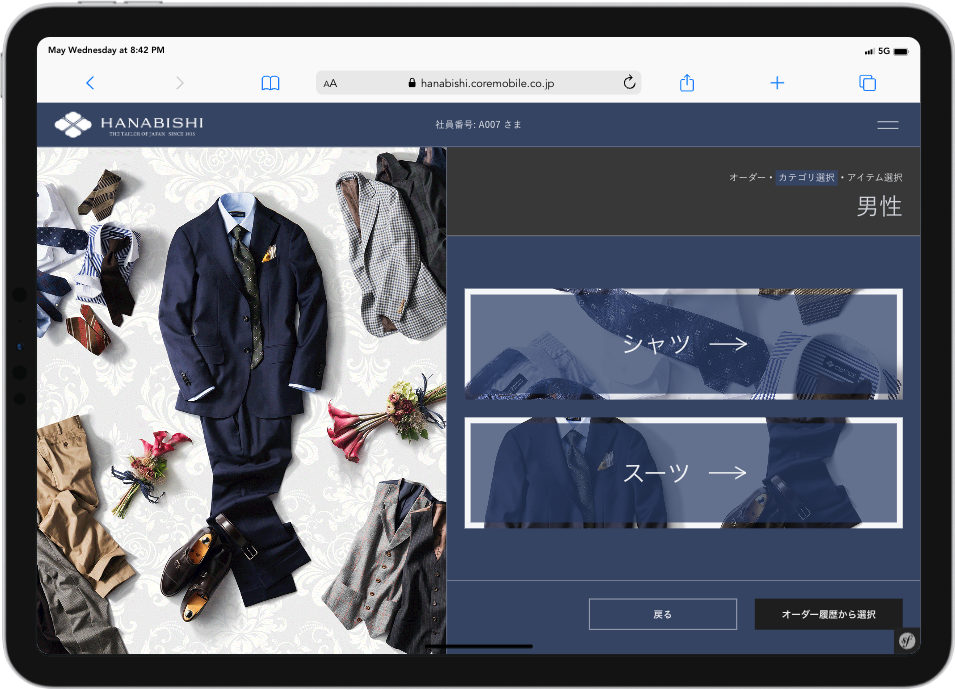 May Wednesday at 8:42 PM
5G
AA
hanabishi.coremobile.co.jp
HANABISHI
THE TAILER OF JAPAN SINCE 1935
社員番号: A007 さま
オーダー・カテゴリ選択・アイテム選択
男性
シャツ
スーツ
戻る
オーダー履歴から選択
sf